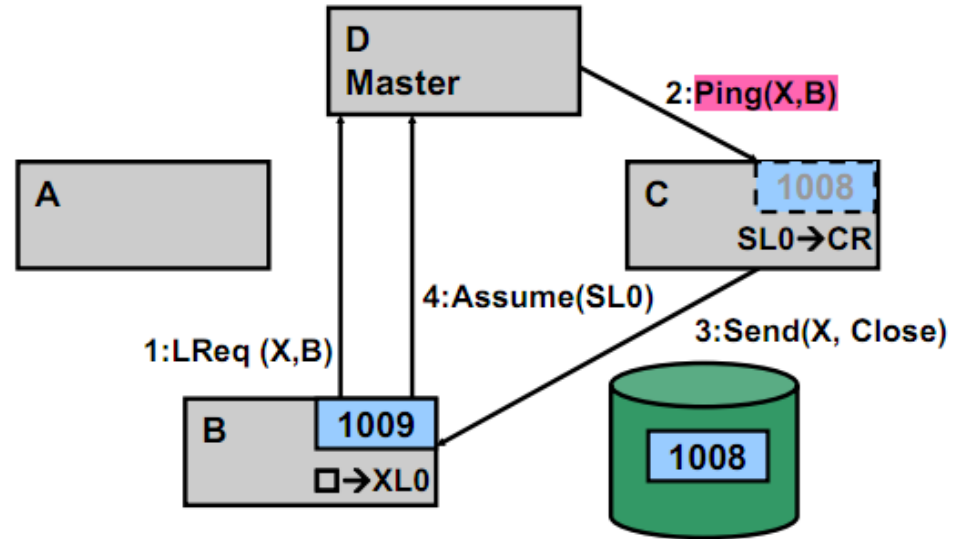 D
Master
2:Ping(X,B)
A
C
1008
SL0→CR
4:Assume(SL0)
3:Send(X, Close)
1:LReq (X,B)
B
1009
□→XL0
1008